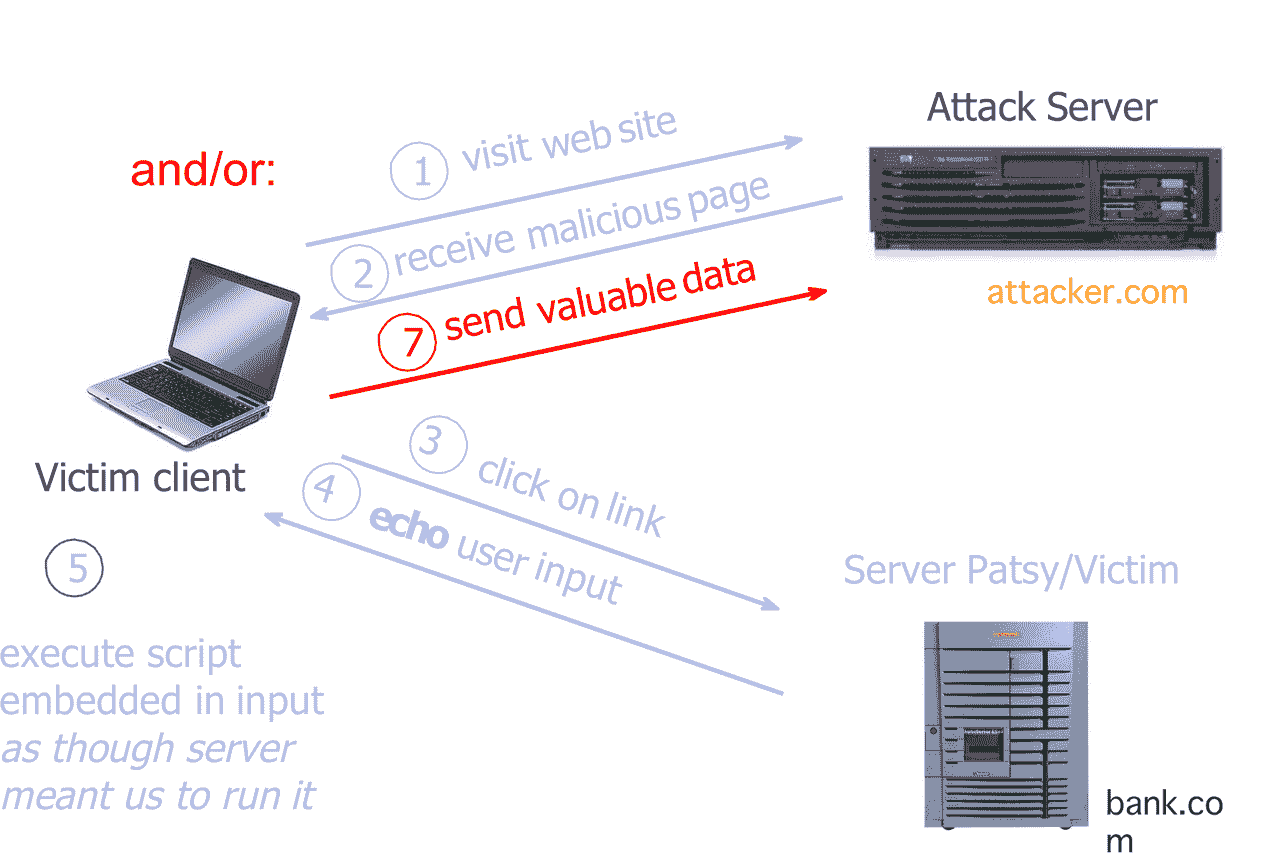 Attack Server
and/or:
1 visit web site
2 receive malicious page
attacker.com
7 send valuable data
3 click on link
Victim client
4 echo user input
5
Server Patsy/Victim
execute script
embedded in input
as though server
meant us to run it
bank.co
m